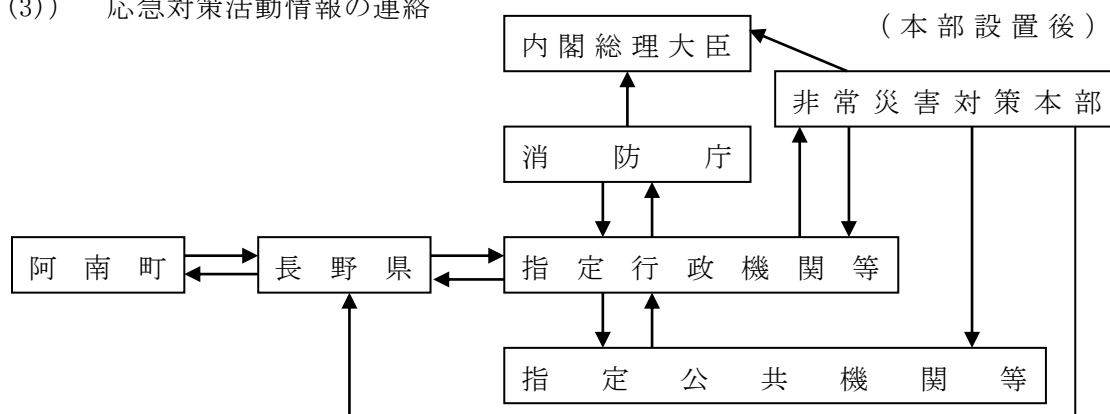 (3)) 応急対策活動情報の連絡
(本部設置後)
内閣総理大臣
非常災害対策本部
消防庁
阿南町
長野県
指定行政機関等
指定公共機関等